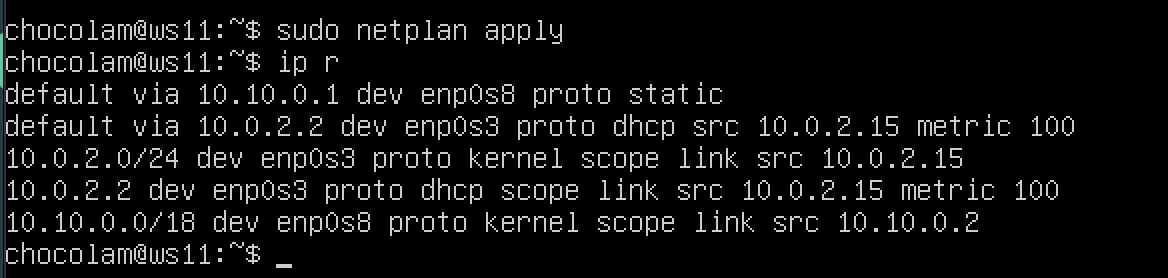 chocolam@ws11:~$ sudo netplan apply
chocolam@ws11:~$ ip r
default via 10.10.0.1 dev enp0s8 proto static
default via 10.0.2.2 dev enp0s3 proto dhcp src 10.0.2.15 metric 100
10.0.2.0/24 dev enp0s3 proto kernel scope link src 10.0.2.15
10.0.2.2 dev enp0s3 proto dhcp scope link src 10.0.2.15 metric 100
10.10.0.0/18 dev enp0s8 proto kernel scope link src 10.10.0.2
chocolam@ws11:~$ _